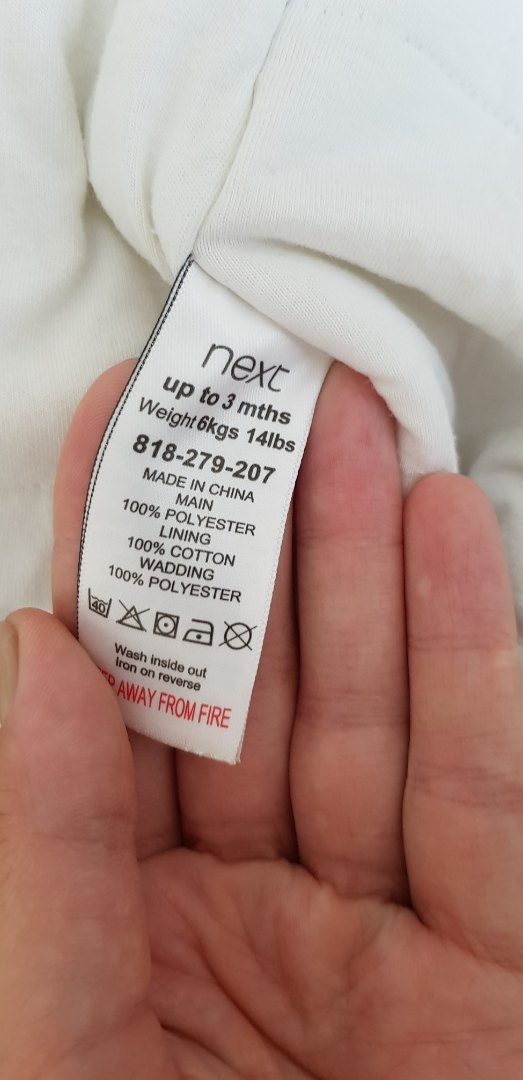 next
up to 3 mths
Weight 6kgs 14lbs
818-279-207
MADE IN CHINA
MAIN
100% POLYESTER
LINING
100% COTTON
WADDING
100% POLYESTER
40
Wash inside out
Iron on reverse
AWAY FROM FIRE